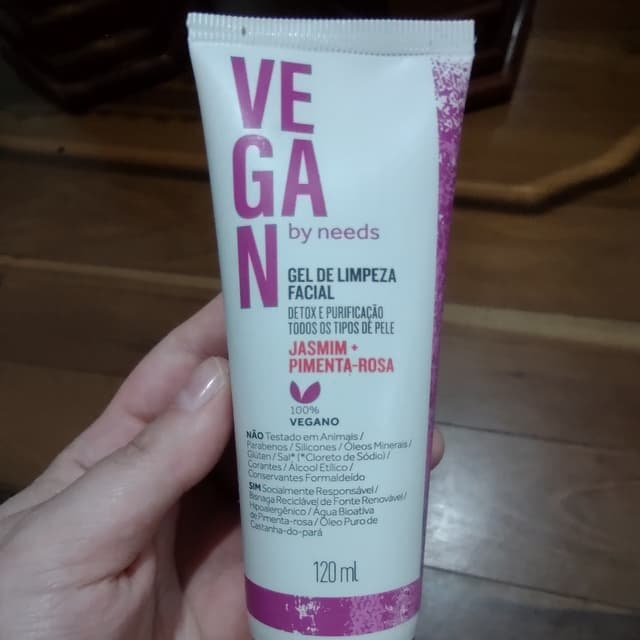 VE
GA
N
by needs
GEL DE LIMPEZA
FACIAL
DETOX E PURIFICAÇÃO
TODOS OS TIPOS DE PELE
JASMIM +
PIMENTA-ROSA
100%
VEGANO
NÃO Testado em Animais /
Parabenos / Silicones / Óleos Minerais /
Glúten / Sal* (*Cloreto de Sódio) /
Corantes / Álcool Etílico /
Conservantes Formaldeído
SIM Socialmente Responsável /
Bisnaga Reciclável de Fonte Renovável /
Hipoalergênico / Água Bioativa
de Pimenta-rosa / Óleo Puro de
Castanha-do-pará
120 ml